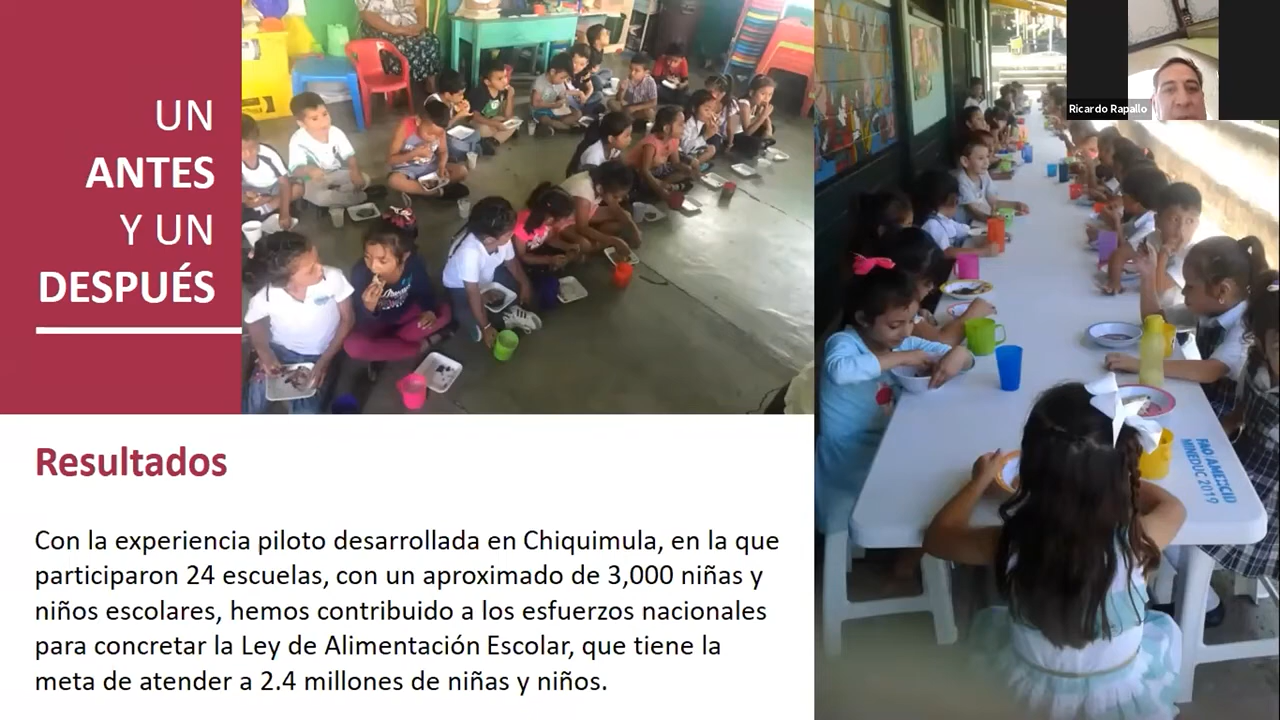 UN
ANTES
Y UN
DESPUÉS
Ricardo Rapallo
FAO AMEXCID
MINEDUC 2019
Resultados
Con la experiencia piloto desarrollada en Chiquimula, en la que
participaron 24 escuelas, con un aproximado de 3,000 niñas y
niños escolares, hemos contribuido a los esfuerzos nacionales
para concretar la Ley de Alimentación Escolar, que tiene la
meta de atender a 2.4 millones de niñas y niños.